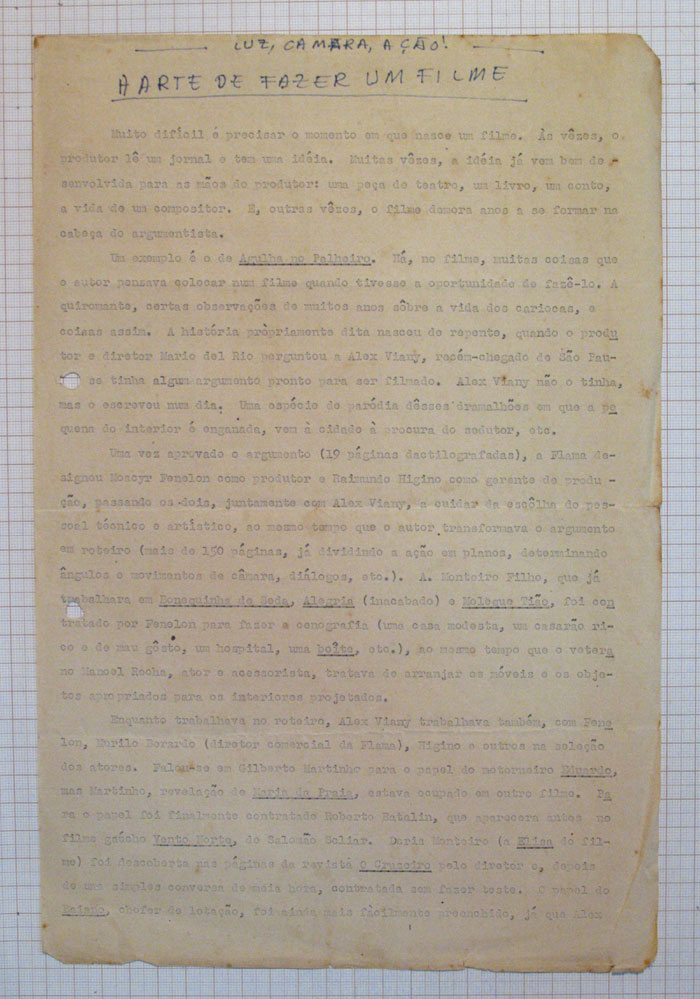 LUZ, CAMARA, AÇÃO!
A ARTE DE FAZER UM FILME
Muito difícil é precisar o momento em que nasce um filme. Às vêzes, o
produtor lê um jornal e tem uma idéia. Muitas vêzes, a idéia já vem bem de-
senvolvida para as mãos do produtor: uma peça de teatro, um livro, um conto,
a vida de um compositor. E, outras vêzes, o filme demora anos a se formar na
cabeça do argumentista.
Um exemplo é o de Agulha no Palheiro. Há, no filme, muitas coisas que
o autor pensava colocar num filme quando tivesse a oportunidade de fazê-lo. A
quiromante, certas observações de muitos anos sôbre a vida dos cariocas, e
coisas assim. A história pròpriamente dita nasceu de repente, quando o produ
tor e diretor Mario del Rio perguntou a Alex Viany, recém-chegado de São Pau-
se tinha algum argumento pronto para ser filmado. Alex Viany não o tinha,
mas o escreveu num dia. Uma espécie de paródia dêsses dramalhões em que a pe
quena do interior é enganada, vem à cidade à procura do sedutor, etc.
Uma vez aprovado o argumento (19 páginas dactilografadas), a Flama de-
signou Moacyr Fenelon como produtor e Raimundo Higino como gerente de produ -
ção, passando os dois, juntamente com Alex Viany, a cuidar da escôlha do pes-
soal técnico e artístico, ao mesmo tempo que o autor transformava o argumento
em roteiro (mais de 150 páginas, já dividindo a ação em planos, determinando
ângulos e movimentos de câmara, diálogos, etc.). A. Monteiro Filho, que já
trabalhara em Bonequinha de Seda, Alegria (inacabado) e Moleque Tião, foi con
tratado por Fenelon para fazer a cenografia (uma casa modesta, um casarão ri-
co e de mau gôsto, um hospital, uma boîte, etc.), ao mesmo tempo que o vetera
no Manoel Rocha, ator e acessorista, tratava de arranjar os móveis e os obje-
tos apropriados para os interiores projetados.
Enquanto trabalhava no roteiro, Alex Viany trabalhava também, com Fene
lon, Murilo Berardo (diretor comercial da Flama), Higino e outros na seleção
dos atores. Falou-se em Gilberto Martinho para o papel do motorneiro Eduardo,
mas Martinho, revelação de Maria da Praia, estava ocupado em outro filme. Pa
ra o papel foi finalmente contratado Roberto Batalin, que aparecera antes no
filme gaúcho Vento Norte, de Salomão Scliar. Doris Monteiro (a Elisa do fil-
me) foi descoberta nas páginas da revista O Cruzeiro pelo diretor e, depois
de uma simples conversa de meia hora, contratada sem fazer teste. O papel do
Baiano, chofer de lotação, foi ainda mais fàcilmente preenchido, já que Alex